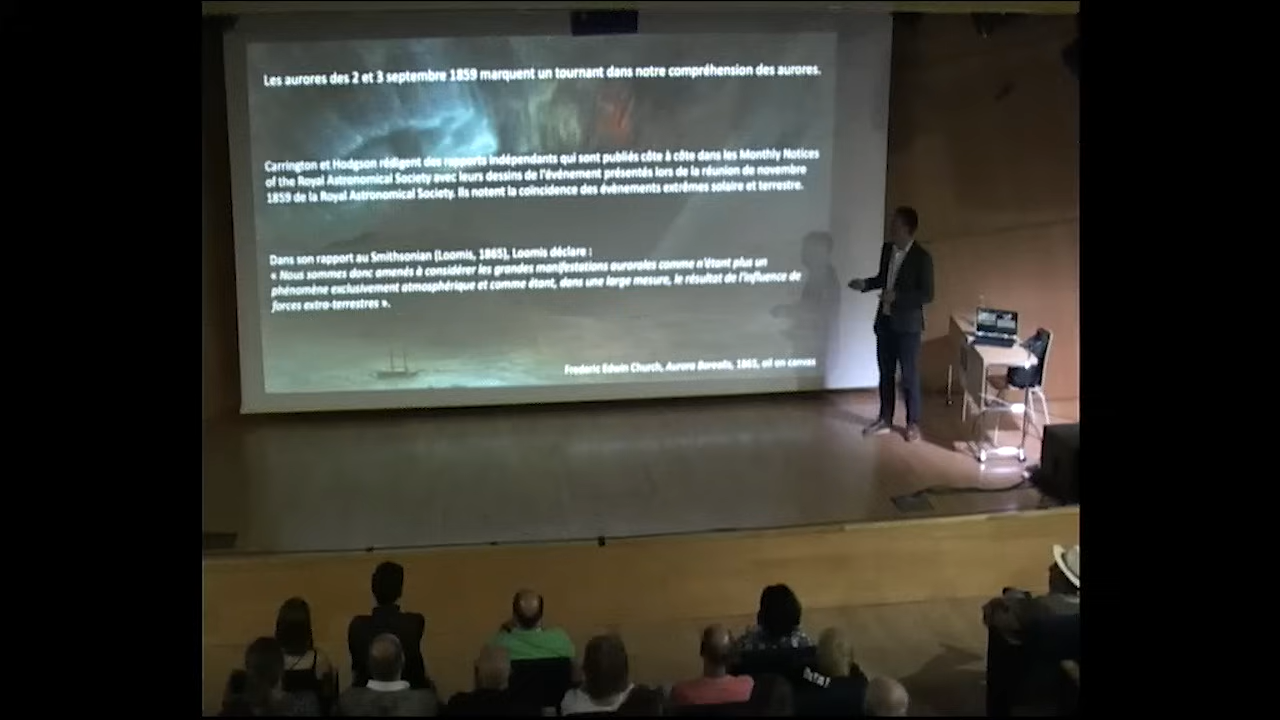 Les aurores des 2 et 3 septembre 1859 marquent un tournant dans notre compréhension des aurores.
Carrington et Hodgson rédigent des rapports indépendants qui sont publiés côte à côte dans les Monthly Notices
of the Royal Astronomical Society avec leurs dessins de l'événement présentés lors de la réunion de novembre
1859 de la Royal Astronomical Society. Ils notent la coïncidence des évènements extrêmes solaire et terrestre.
Dans son rapport au Smithsonian (Loomis, 1865), Loomis déclare :
« Nous sommes donc amenés à considérer les grandes manifestations aurorales comme n'étant plus un
phénomène exclusivement atmosphérique et comme étant, dans une large mesure, le résultat de l'influence de
forces extra-terrestres ».
Frederic Edwin Church, Aurora Borealis, 1865, oil on canvas